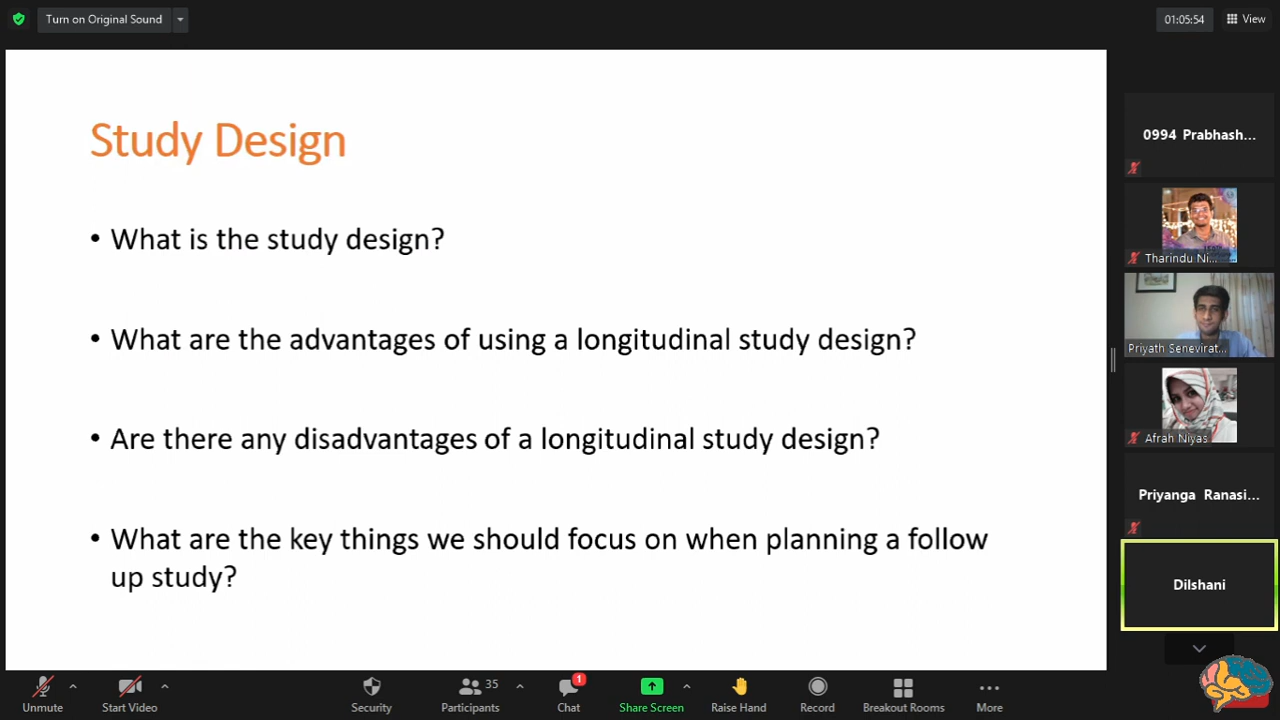 Turn on Original Sound
01:05:54
View
Study Design
• What is the study design?
• What are the advantages of using a longitudinal study design?
• Are there any disadvantages of a longitudinal study design?
• What are the key things we should focus on when planning a follow
up study?
0994 Prabhash...
Tharindu Ni...
Priyath Senevirat...
Afrah Niyas
Priyanga Ranasi...
Dilshani
Unmute
Start Video
Security
35
Participants
1
Chat
Share Screen
Raise Hand
Record
Breakout Rooms
More